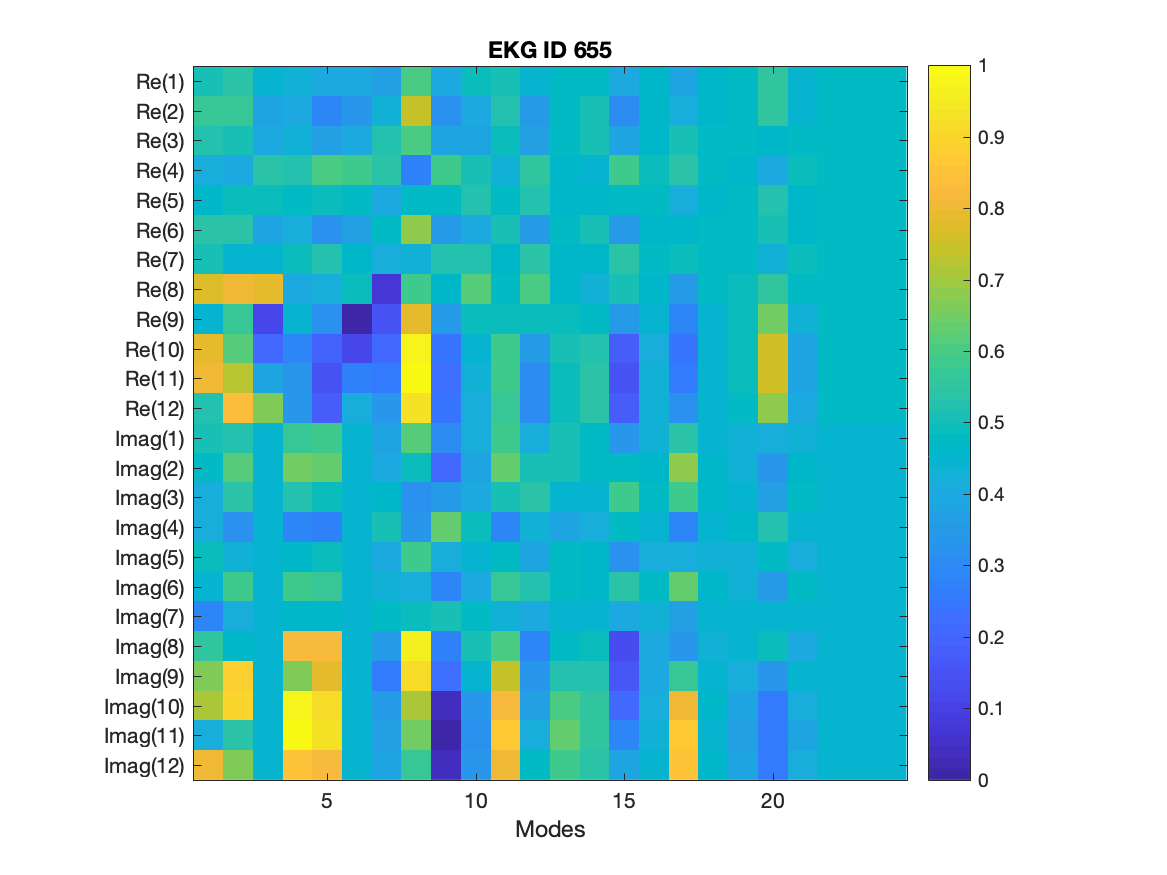 EKG ID 655
Re(1)
Re(2)
Re(3)
Re(4)
Re(5)
Re(6)
Re(7)
Re(8)
Re(9)
Re(10)
Re(11)
Re(12)
Imag(1)
Imag(2)
Imag(3)
Imag(4)
Imag(5)
Imag(6)
Imag(7)
Imag(8)
Imag(9)
Imag(10)
Imag(11)
Imag(12)
5 10 15 20
Modes
1
0.9
0.8
0.7
0.6
0.5
0.4
0.3
0.2
0.1
0